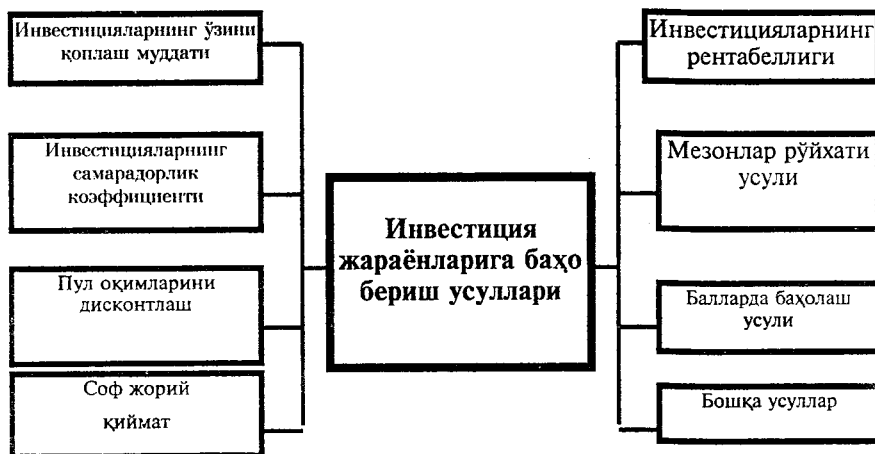 Инвестицияларнинг ўзини
қоплаш муддати
Инвестицияларнинг
самарадорлик
коэффициенти
Пул оқимларини
дисконтлаш
Соф жорий
қиймат
Инвестиция
жараёнларига баҳо
бериш усуллари
Инвестицияларнинг
рентабеллиги
Мезонлар рўйхати
усули
Балларда баҳолаш
усули
Бошқа усуллар